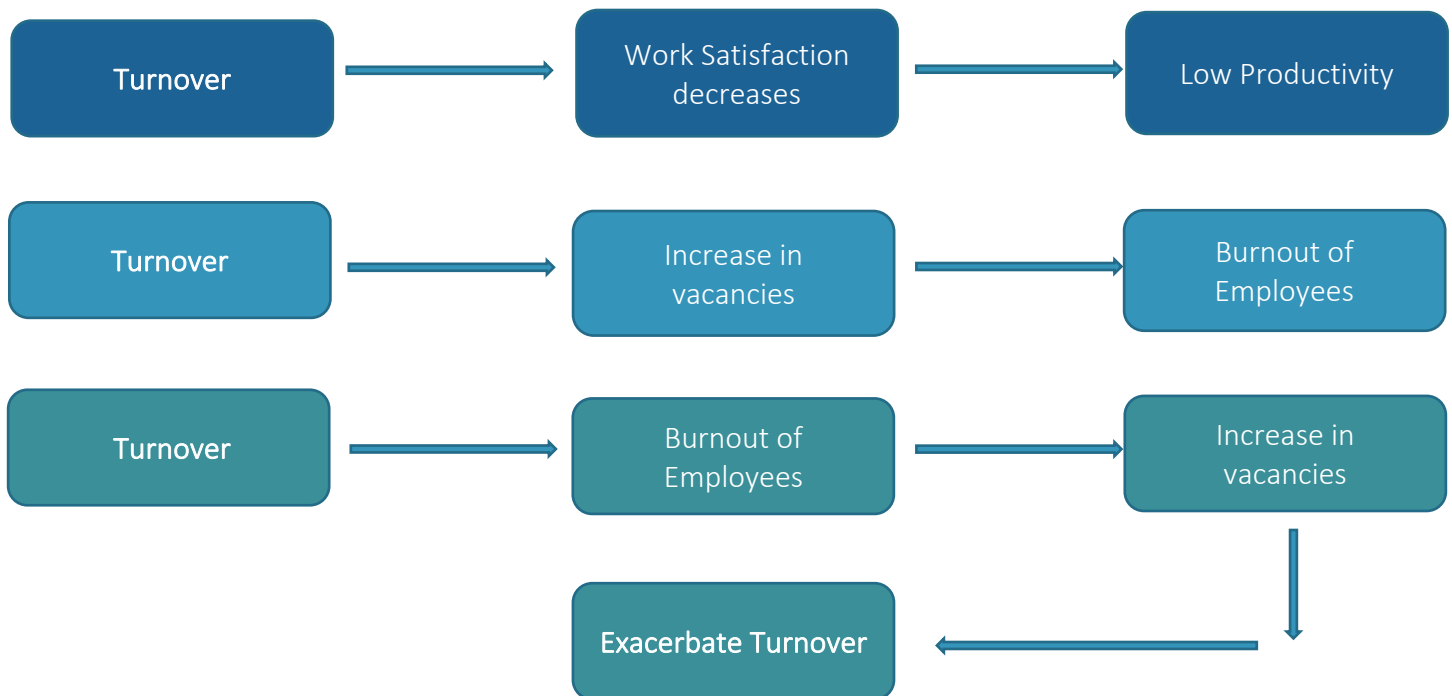 Turnover
Work Satisfaction
decreases
Low Productivity
Turnover
Increase in
vacancies
Burnout of
Employees
Turnover
Burnout of
Employees
Increase in
vacancies
Exacerbate Turnover